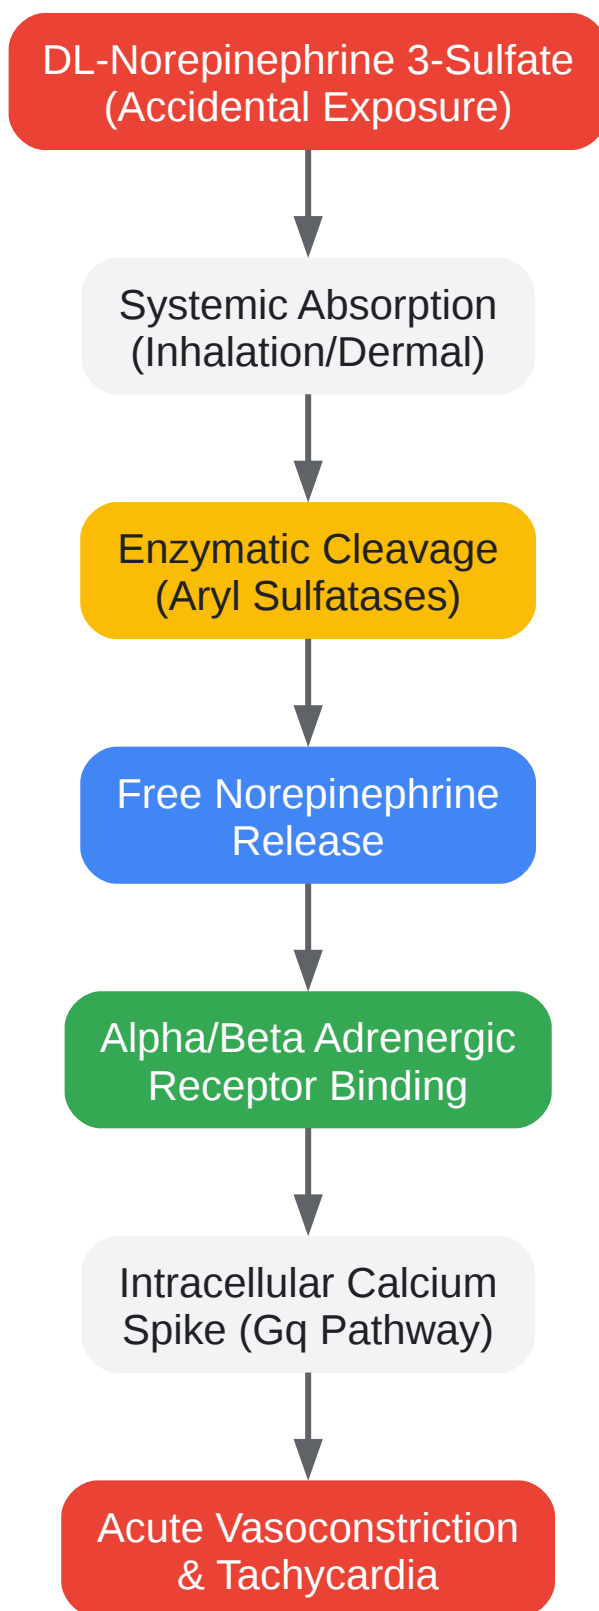 DL-Norepinephrine 3-Sulfate
(Accidental Exposure)
Systemic Absorption
(Inhalation/Dermal)
Enzymatic Cleavage
(Aryl Sulfatases)
Free Norepinephrine
Release
Alpha/Beta Adrenergic
Receptor Binding
Intracellular Calcium
Spike (Gq Pathway)
Acute Vasoconstriction
& Tachycardia